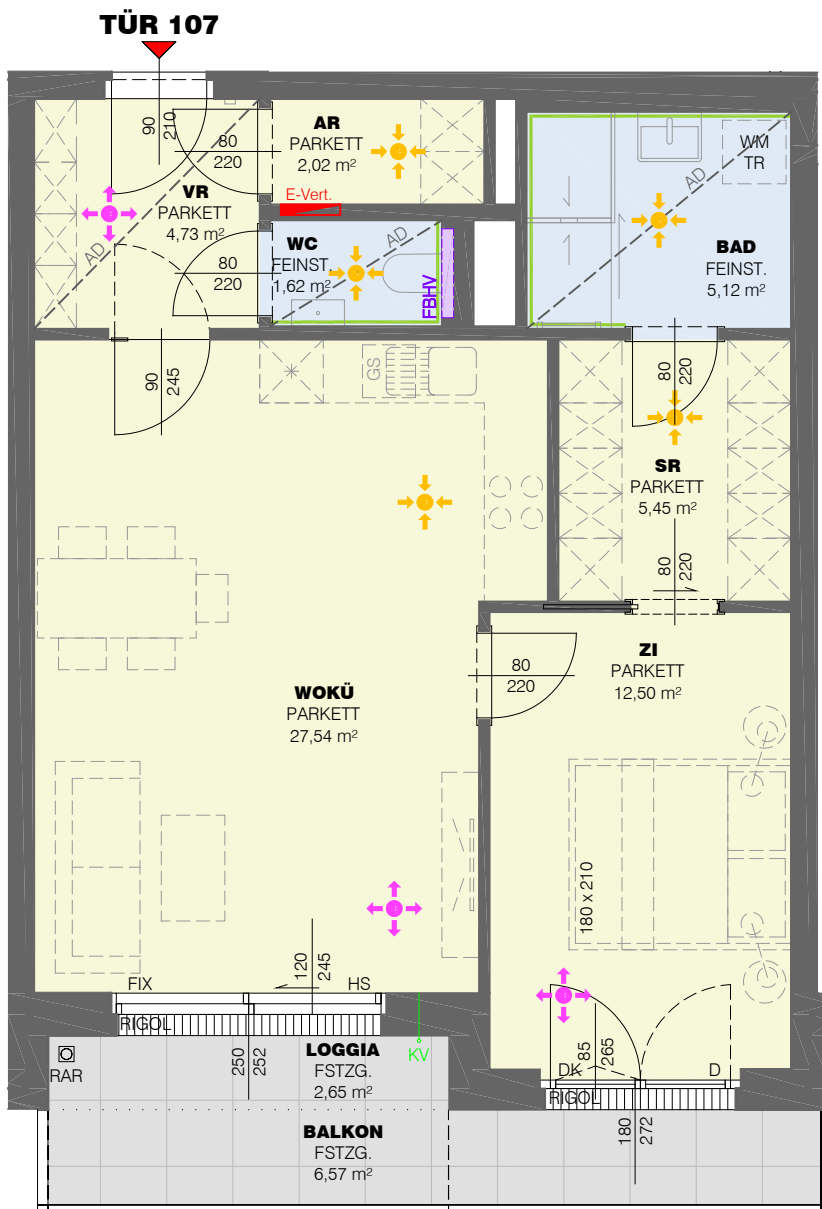 TÜR 107
90
210
80
220
AR
PARKETT
2,02 m²
WM
TR
AD
E-Vert.
VR
PARKETT
4,73 m²
AD
BAD
FEINST.
5,12 m²
WC
FEINST.
1,62 m²
AD
80
220
FBHV
90
245
GS
80
220
SR
PARKETT
5,45 m²
80
220
ZI
PARKETT
12,50 m²
80
220
WOKÜ
PARKETT
27,54 m²
180 x 210
FIX
120
245
HS
RIGOL
RAR
250
252
LOGGIA
FSTZG.
2,65 m²
KV
DK
85
265
D
RIGOL
180
272
BALKON
FSTZG.
6,57 m²